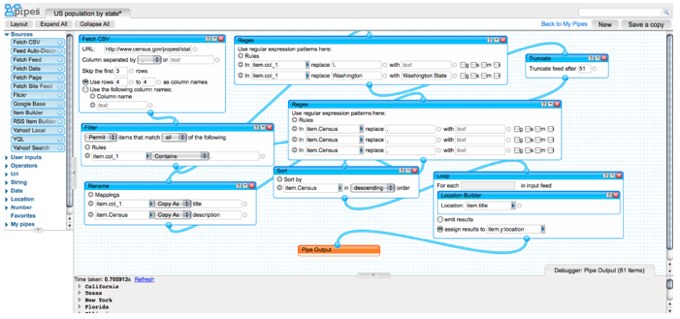 pipes
US population by state*
Layout Expand All Collapse All
Back to My Pipes New Save a copy
Sources
Fetch CSV
Feed Auto-Discov
Fetch Feed
Fetch Data
Fetch Page
Fetch Site Feed
Flickr
Google Base
Item Builder
RSS Item Builder
Yahoo! Local
YQL
Yahoo! Search
User inputs
Operators
Url
String
Date
Location
Number
Favorites
My pipes
Fetch CSV
URL: http://www.census.gov/popest/stat
Column separated by , or text
Skip the first 3 rows
Use rows 4 to 4 as column names
Use the following column names:
Column name
text
Filter
Permit items that match all of the following
Rules
item.col_1 Contains .
Rename
Mappings
item.col_1 Copy As title
item.Census Copy As description
Regex
Use regular expression patterns here:
Rules
In item.col_1 replace \. with text g s m i
In item.col_1 replace Washington with Washington State g s m i
Truncate
Truncate feed after 51
Regex
Use regular expression patterns here:
Rules
In item.Census replace , with text g s m i
In item.Census replace , with text g s m i
In item.Census replace , with text g s m i
Sort
Sort by
item.Census in descending order
Loop
For each in input feed
Location Builder
Location: item.title
emit results
assign results to item.y:location
Pipe Output
Debugger: Pipe Output (51 items)
Time taken: 0.705913s Refresh
California
Texas
New York
Florida